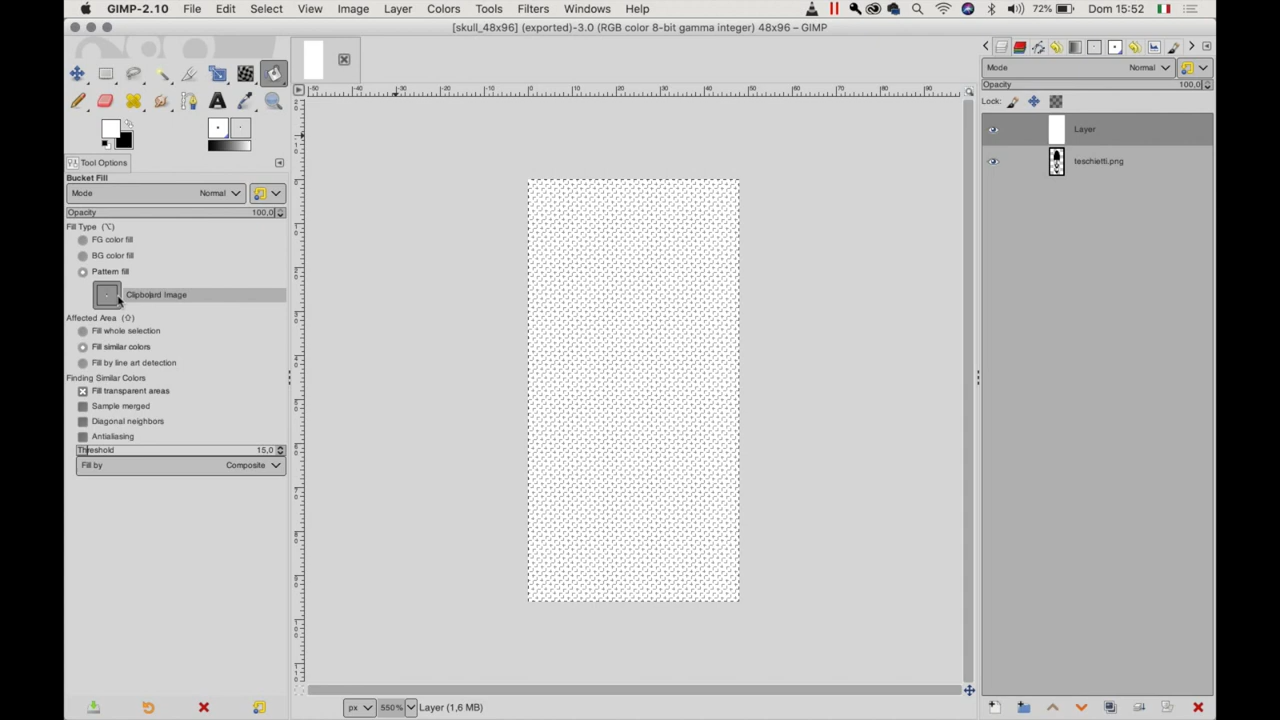 GIMP-2.10 File Edit Select View Image Layer Colors Tools Filters Windows Help 72% Dom 15:52
[skull_48x96] (exported)-3.0 (RGB color 8-bit gamma integer) 48x96 – GIMP
Mode Normal
Opacity 100,0
Lock:
Layer
teschietti.png
Tool Options
Bucket Fill
Mode Normal
Opacity 100,0
Fill Type (⌥)
FG color fill
BG color fill
Pattern fill
Clipboard Image
Affected Area (⇧)
Fill whole selection
Fill similar colors
Fill by line art detection
Finding Similar Colors
Fill transparent areas
Sample merged
Diagonal neighbors
Antialiasing
Threshold 15,0
Fill by Composite
px 550% Layer (1,6 MB)